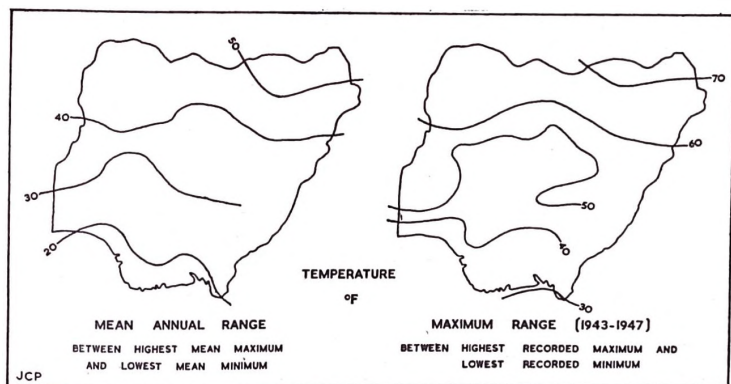 50
40
30
20
70
60
50
40
30
TEMPERATURE
°F
MEAN ANNUAL RANGE
BETWEEN HIGHEST MEAN MAXIMUM
AND LOWEST MEAN MINIMUM
MAXIMUM RANGE (1943-1947)
BETWEEN HIGHEST RECORDED MAXIMUM AND
LOWEST RECORDED MINIMUM
JCP